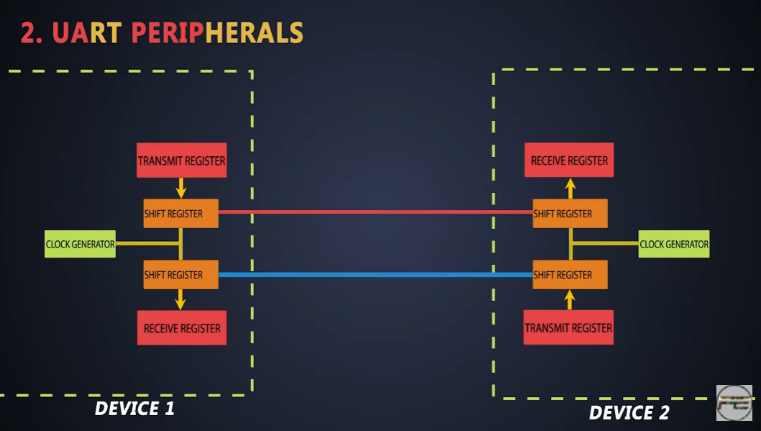 2. UART PERIPHERALS
TRANSMIT REGISTER
RECEIVE REGISTER
SHIFT REGISTER
SHIFT REGISTER
CLOCK GENERATOR
CLOCK GENERATOR
SHIFT REGISTER
SHIFT REGISTER
RECEIVE REGISTER
TRANSMIT REGISTER
DEVICE 1
DEVICE 2